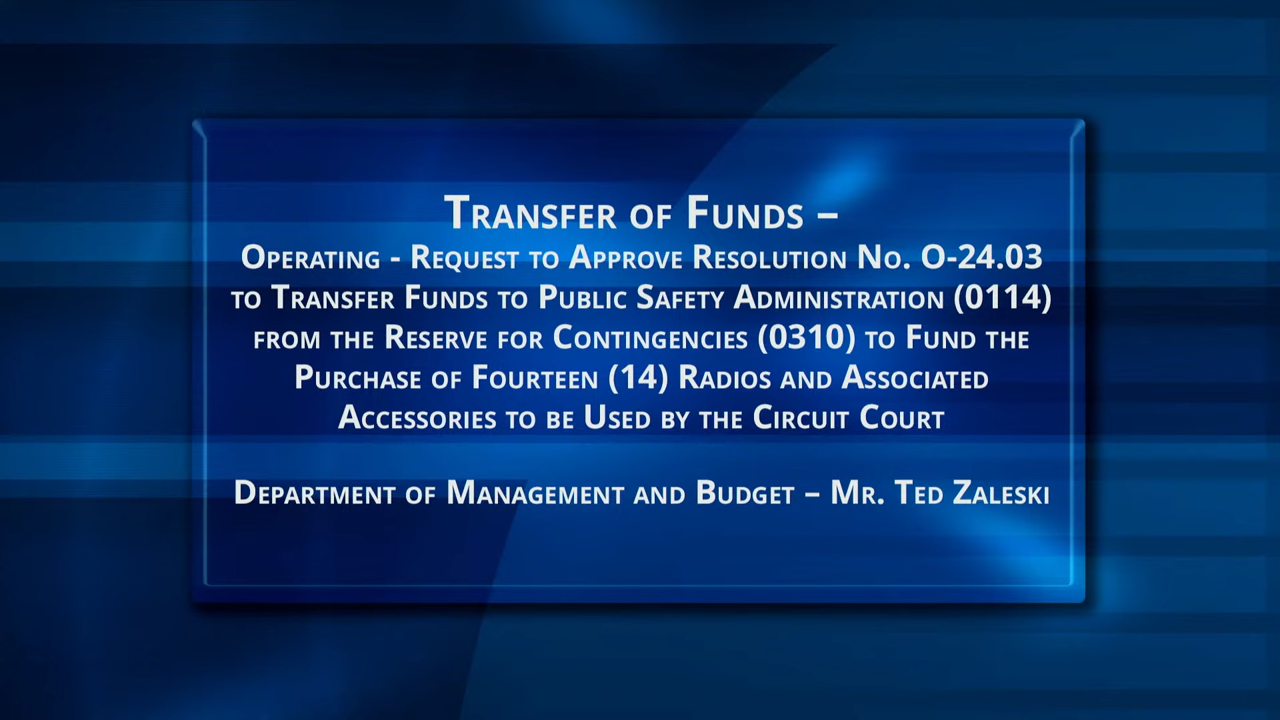 Transfer of Funds –
Operating - Request to Approve Resolution No. O-24.03
to Transfer Funds to Public Safety Administration (0114)
from the Reserve for Contingencies (0310) to Fund the
Purchase of Fourteen (14) Radios and Associated
Accessories to be Used by the Circuit Court
Department of Management and Budget – Mr. Ted Zaleski